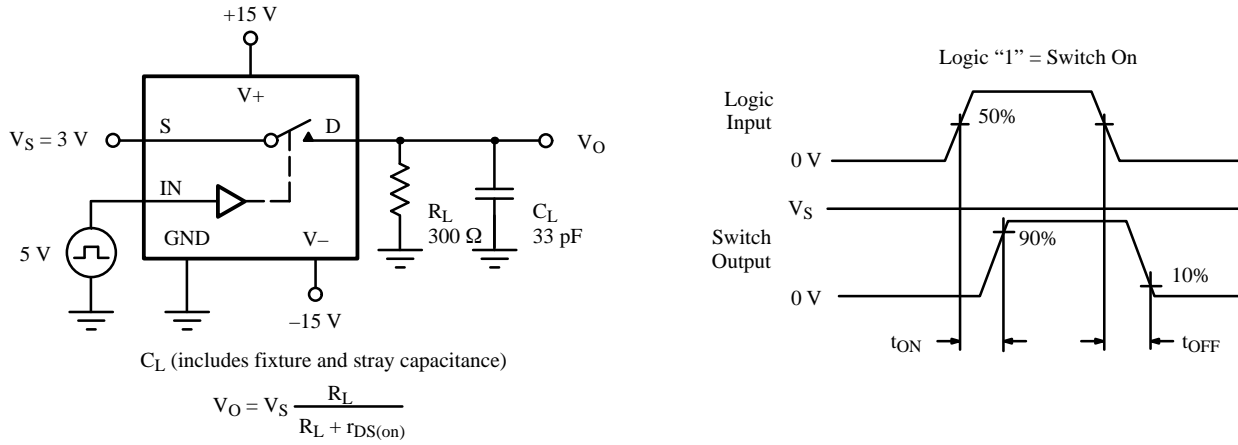 +15 V
V+
S
D
V_S = 3 V
V_O
IN
R_L
300 Ω
C_L
33 pF
GND
V–
5 V
–15 V
C_L (includes fixture and stray capacitance)
V_O = V_S R_L
R_L + r_DS(on)
Logic “1” = Switch On
Logic
Input
50%
0 V
V_S
Switch
Output
90%
10%
0 V
t_ON
t_OFF